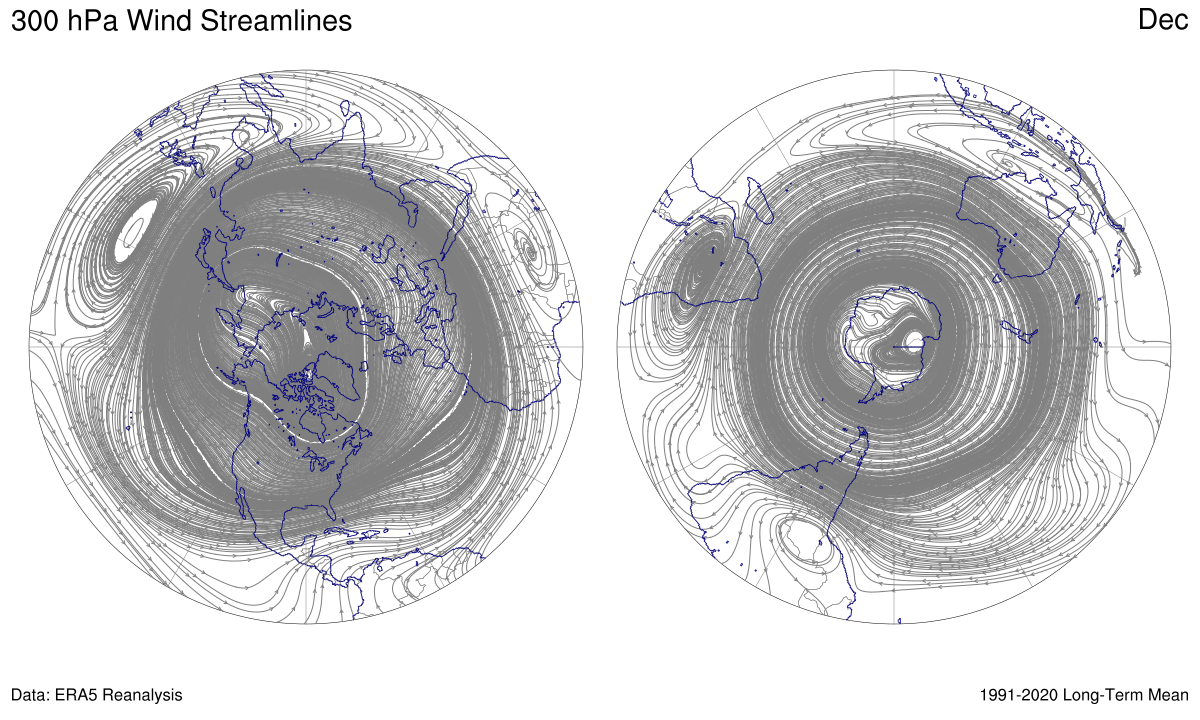 300 hPa Wind Streamlines
Dec
Data: ERA5 Reanalysis
1991-2020 Long-Term Mean